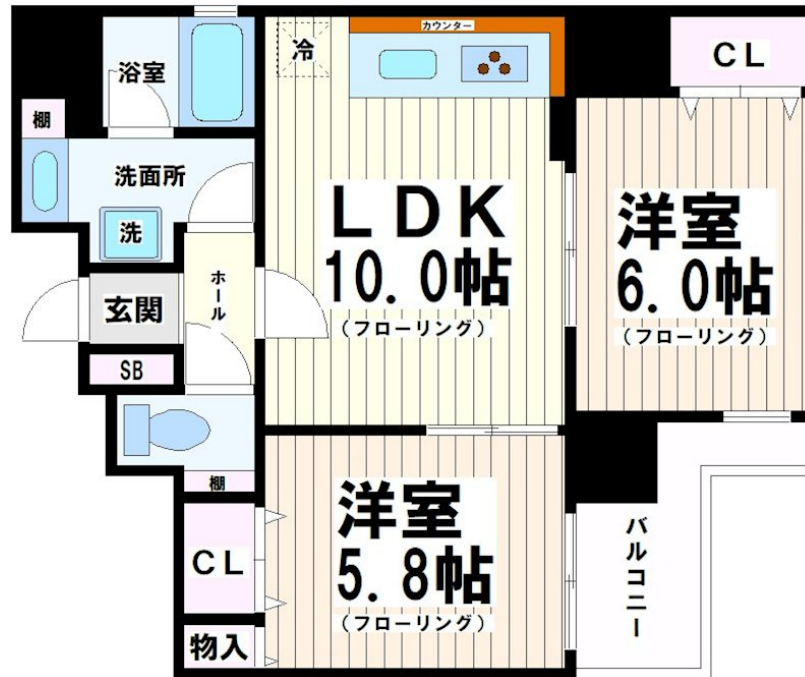 カウンター
冷
CL
浴室
棚
洗面所
洗
LDK
10.0帖
(フローリング)
洋室
6.0帖
(フローリング)
ホール
玄関
SB
棚
洋室
5.8帖
(フローリング)
CL
物入
バルコニー